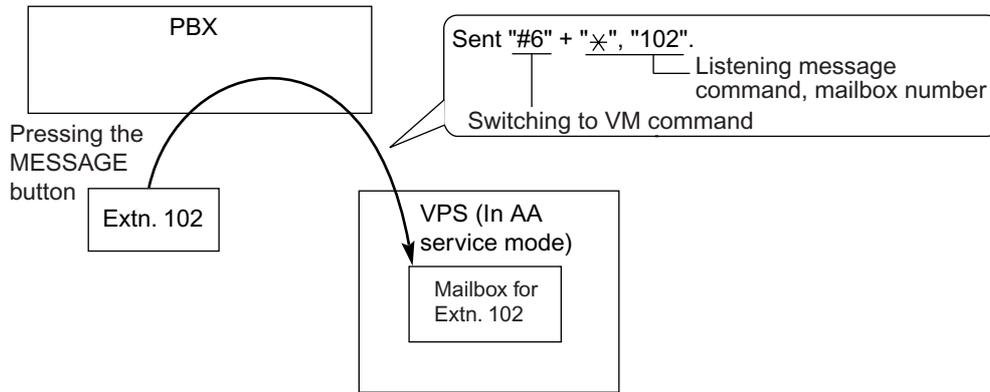 PBX
Sent "#6" + "*", "102".
Listening message
command, mailbox number
Switching to VM command
Pressing the
MESSAGE
button
Extn. 102
VPS (In AA
service mode)
Mailbox for
Extn. 102